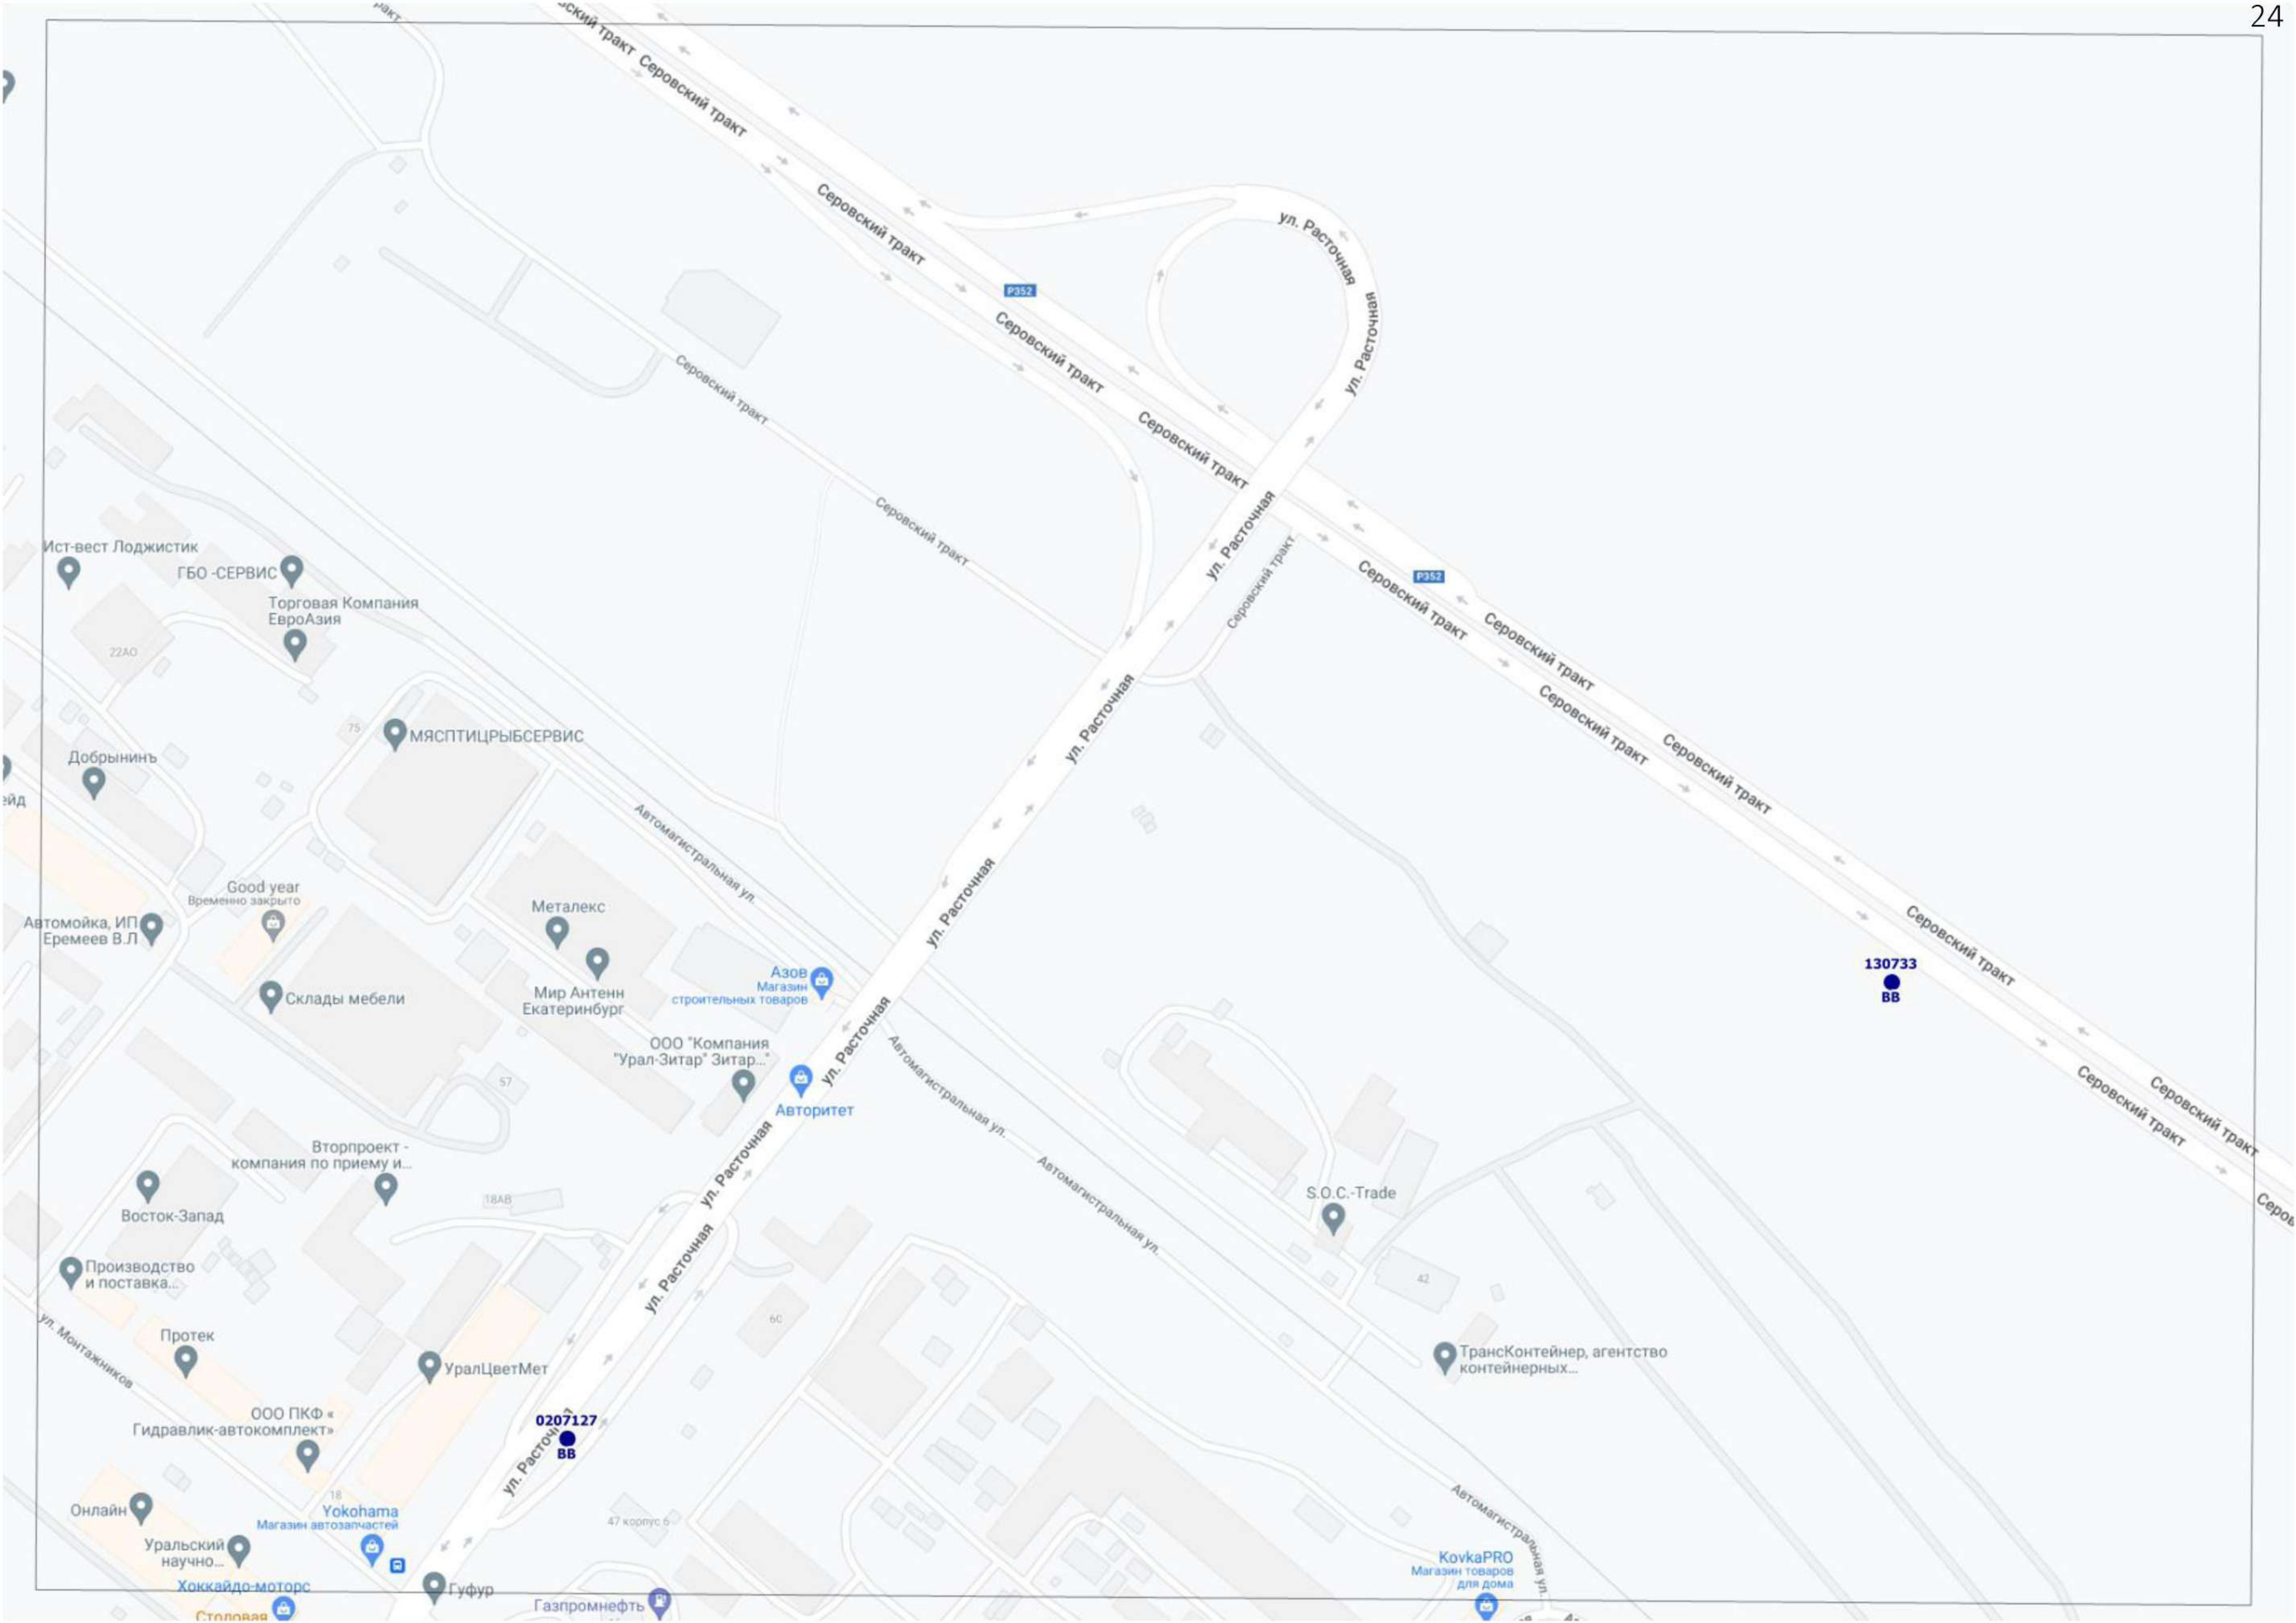 24
Серовский тракт
Серовский тракт
Серовский тракт
ул. Расточная
P352
ул. Расточная
Серовский тракт
Серовский тракт
Серовский тракт
Серовский тракт
ул. Расточная
Серовский тракт
P352
Серовский тракт
Серовский тракт
Серовский тракт
Серовский тракт
Ист-вест Лоджистик
ГБО -СЕРВИС
Торговая Компания
ЕвроАзия
22АО
ул. Расточная
75
МЯСПТИЦРЫБСЕРВИС
Добрынинъ
Автомагистральная ул.
ул. Расточная
Good year
Временно закрыто
Автомойка, ИП
Еремеев В.Л
Металекс
Мир Антенн
Екатеринбург
Склады мебели
Азов
Магазин
строительных товаров
Серовский тракт
130733
ВВ
ул. Расточная
ООО "Компания
"Урал-Зитар" Зитар..."
Автомагистральная ул.
57
Авторитет
Серовский тракт
Серовский тракт
ул. Расточная
Вторпроект -
компания по приему и...
Автомагистральная ул.
18АВ
S.O.C.-Trade
Восток-Запад
ул. Расточная
Производство
и поставка...
42
60
ул. Монтажников
Протек
ТрансКонтейнер, агентство
контейнерных...
УралЦветМет
ООО ПКФ «
Гидравлик-автокомплект»
0207127
ВВ
18
Онлайн
Yokohama
Магазин автозапчастей
47 корпус 6
Автомагистральная ул.
Уральский
научно...
KovkaPRO
Магазин товаров
для дома
Хоккайдо-моторс
Гуфур
Газпромнефть
Столовая